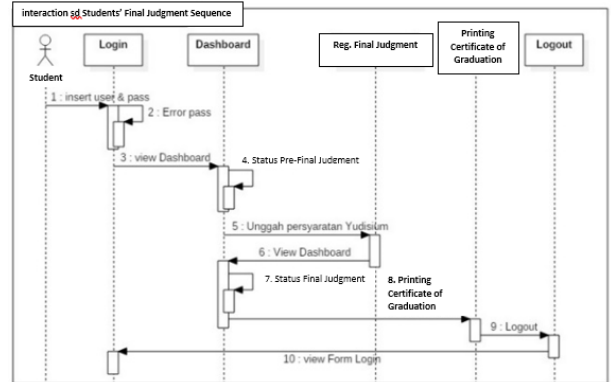 interaction sd Students' Final Judgment Sequence
Student
Login
Dashboard
Reg. Final Judgment
Printing
Certificate of
Graduation
Logout
1 : insert user & pass
2 : Error pass
3 : view Dashboard
4. Status Pre-Final Judement
5 : Unggah persyaratan Yudisium
6 : View Dashboard
7. Status Final Judgment
8. Printing
Certificate of
Graduation
9 : Logout
10 : view Form Login